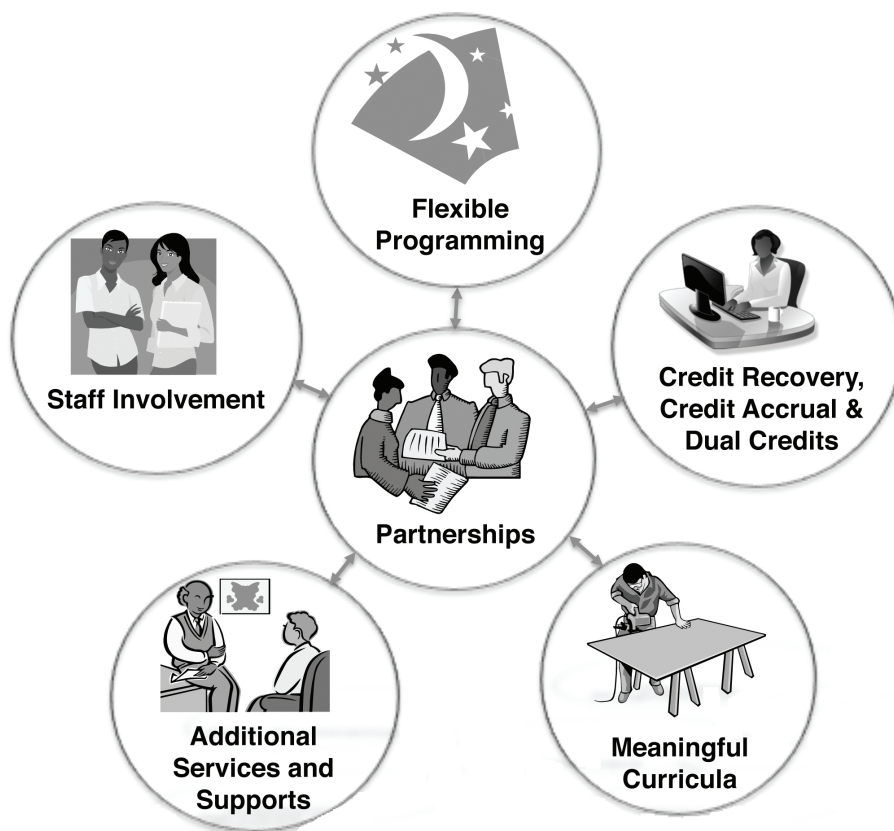 Flexible
Programming
Staff Involvement
Credit Recovery,
Credit Accrual &
Dual Credits
Partnerships
Additional
Services and
Supports
Meaningful
Curricula